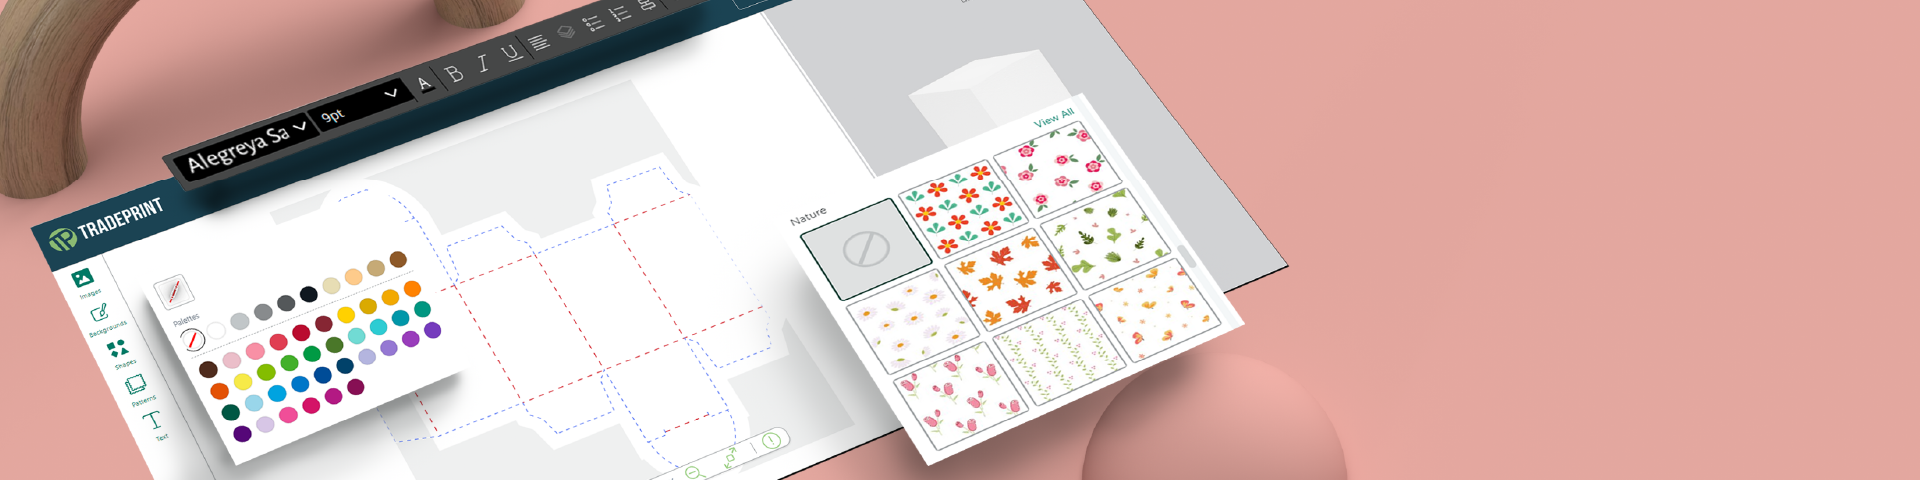 Alegreya Sa
9pt
A B I U
TRADEPRINT
Images
Backgrounds
Shapes
Patterns
Text
Palettes
Nature
View All